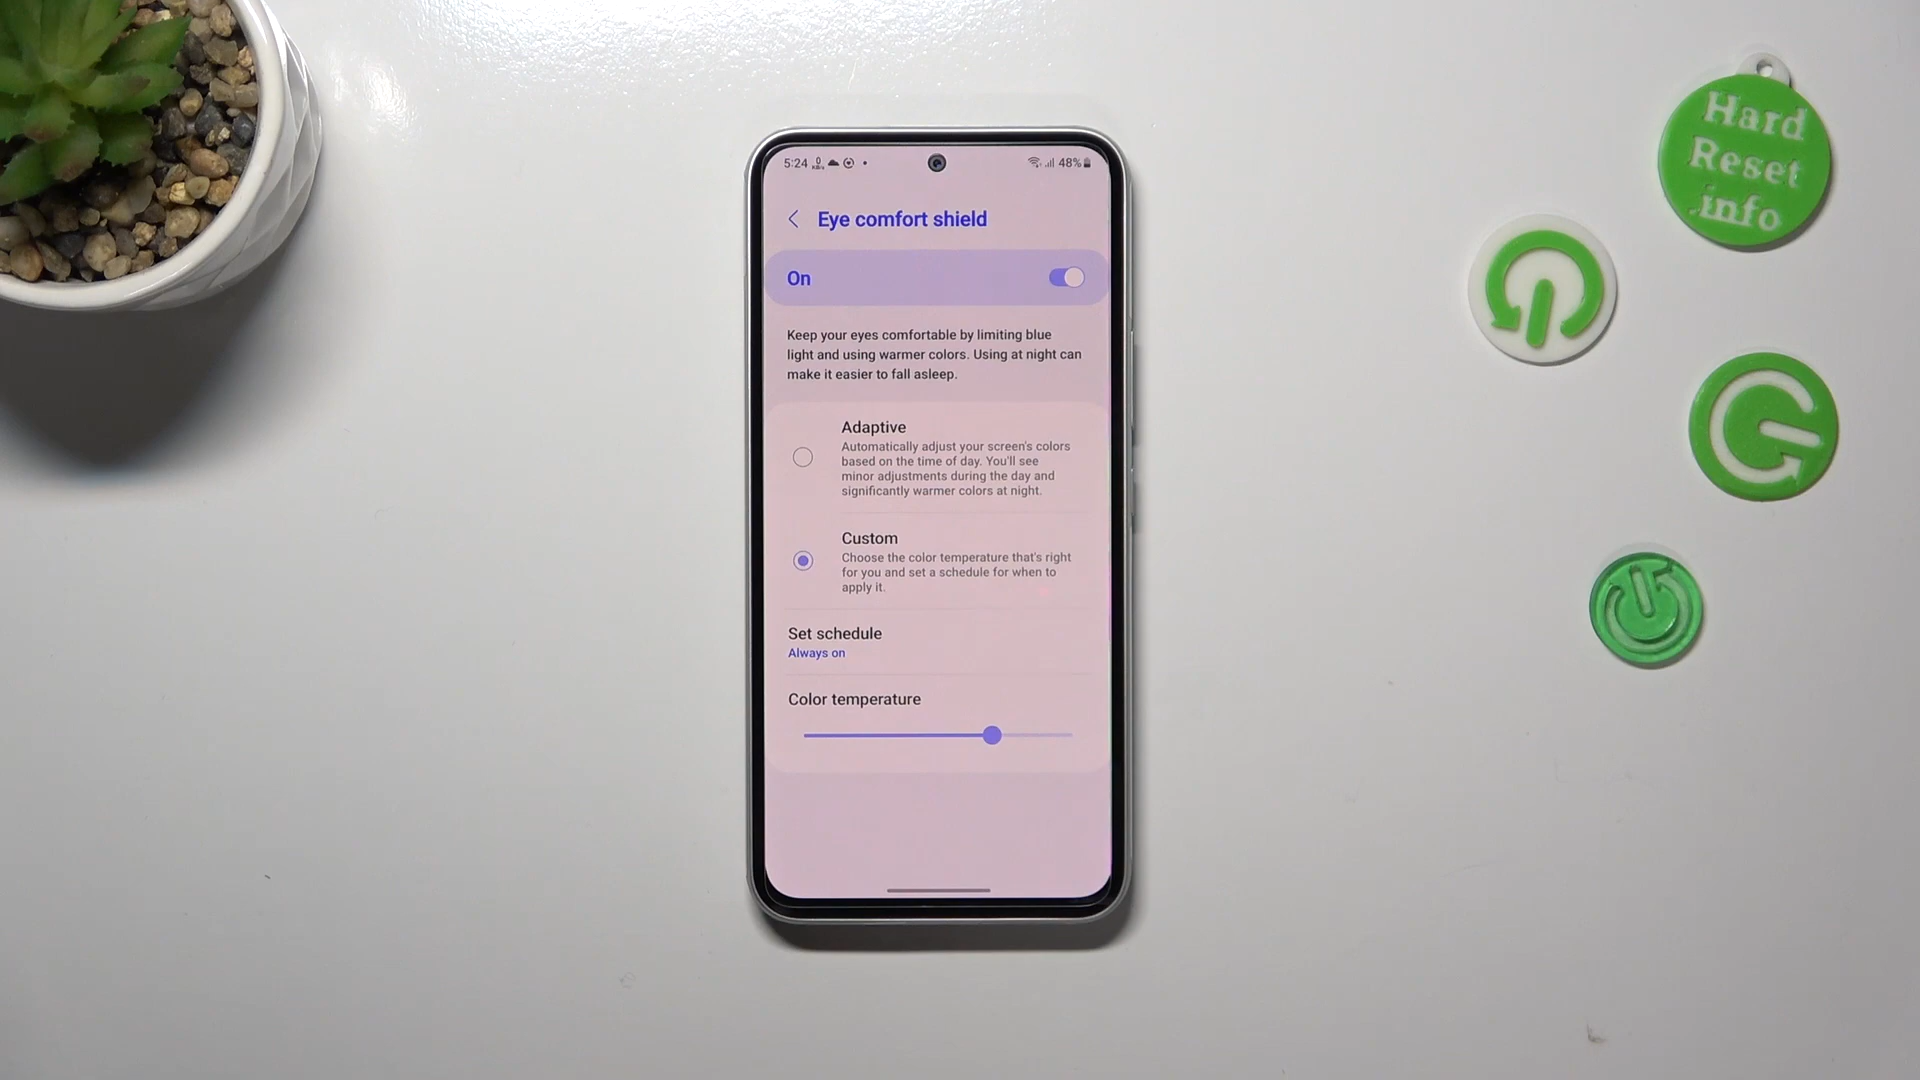 5:24
48%
Eye comfort shield
On
Keep your eyes comfortable by limiting blue
light and using warmer colors. Using at night can
make it easier to fall asleep.
Adaptive
Automatically adjust your screen's colors
based on the time of day. You'll see
minor adjustments during the day and
significantly warmer colors at night.
Custom
Choose the color temperature that's right
for you and set a schedule for when to
apply it.
Set schedule
Always on
Color temperature
Hard
Reset
.info